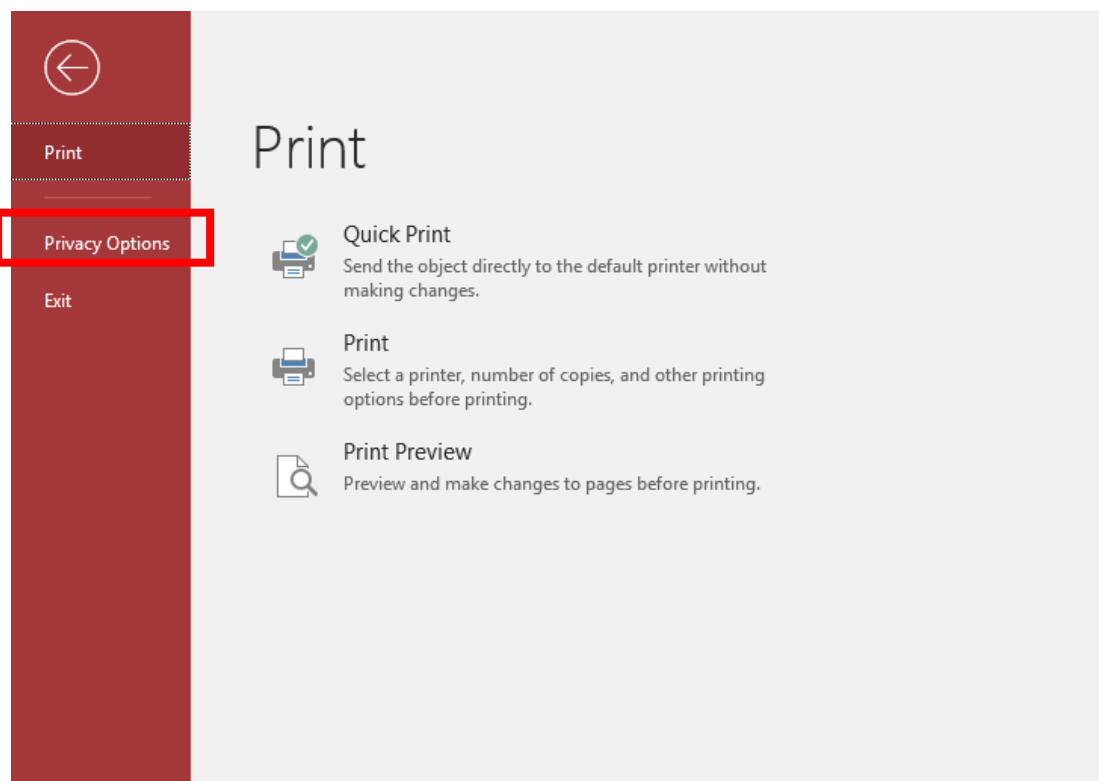 Print
Privacy Options
Exit
Print
Quick Print
Send the object directly to the default printer without
making changes.
Print
Select a printer, number of copies, and other printing
options before printing.
Print Preview
Preview and make changes to pages before printing.